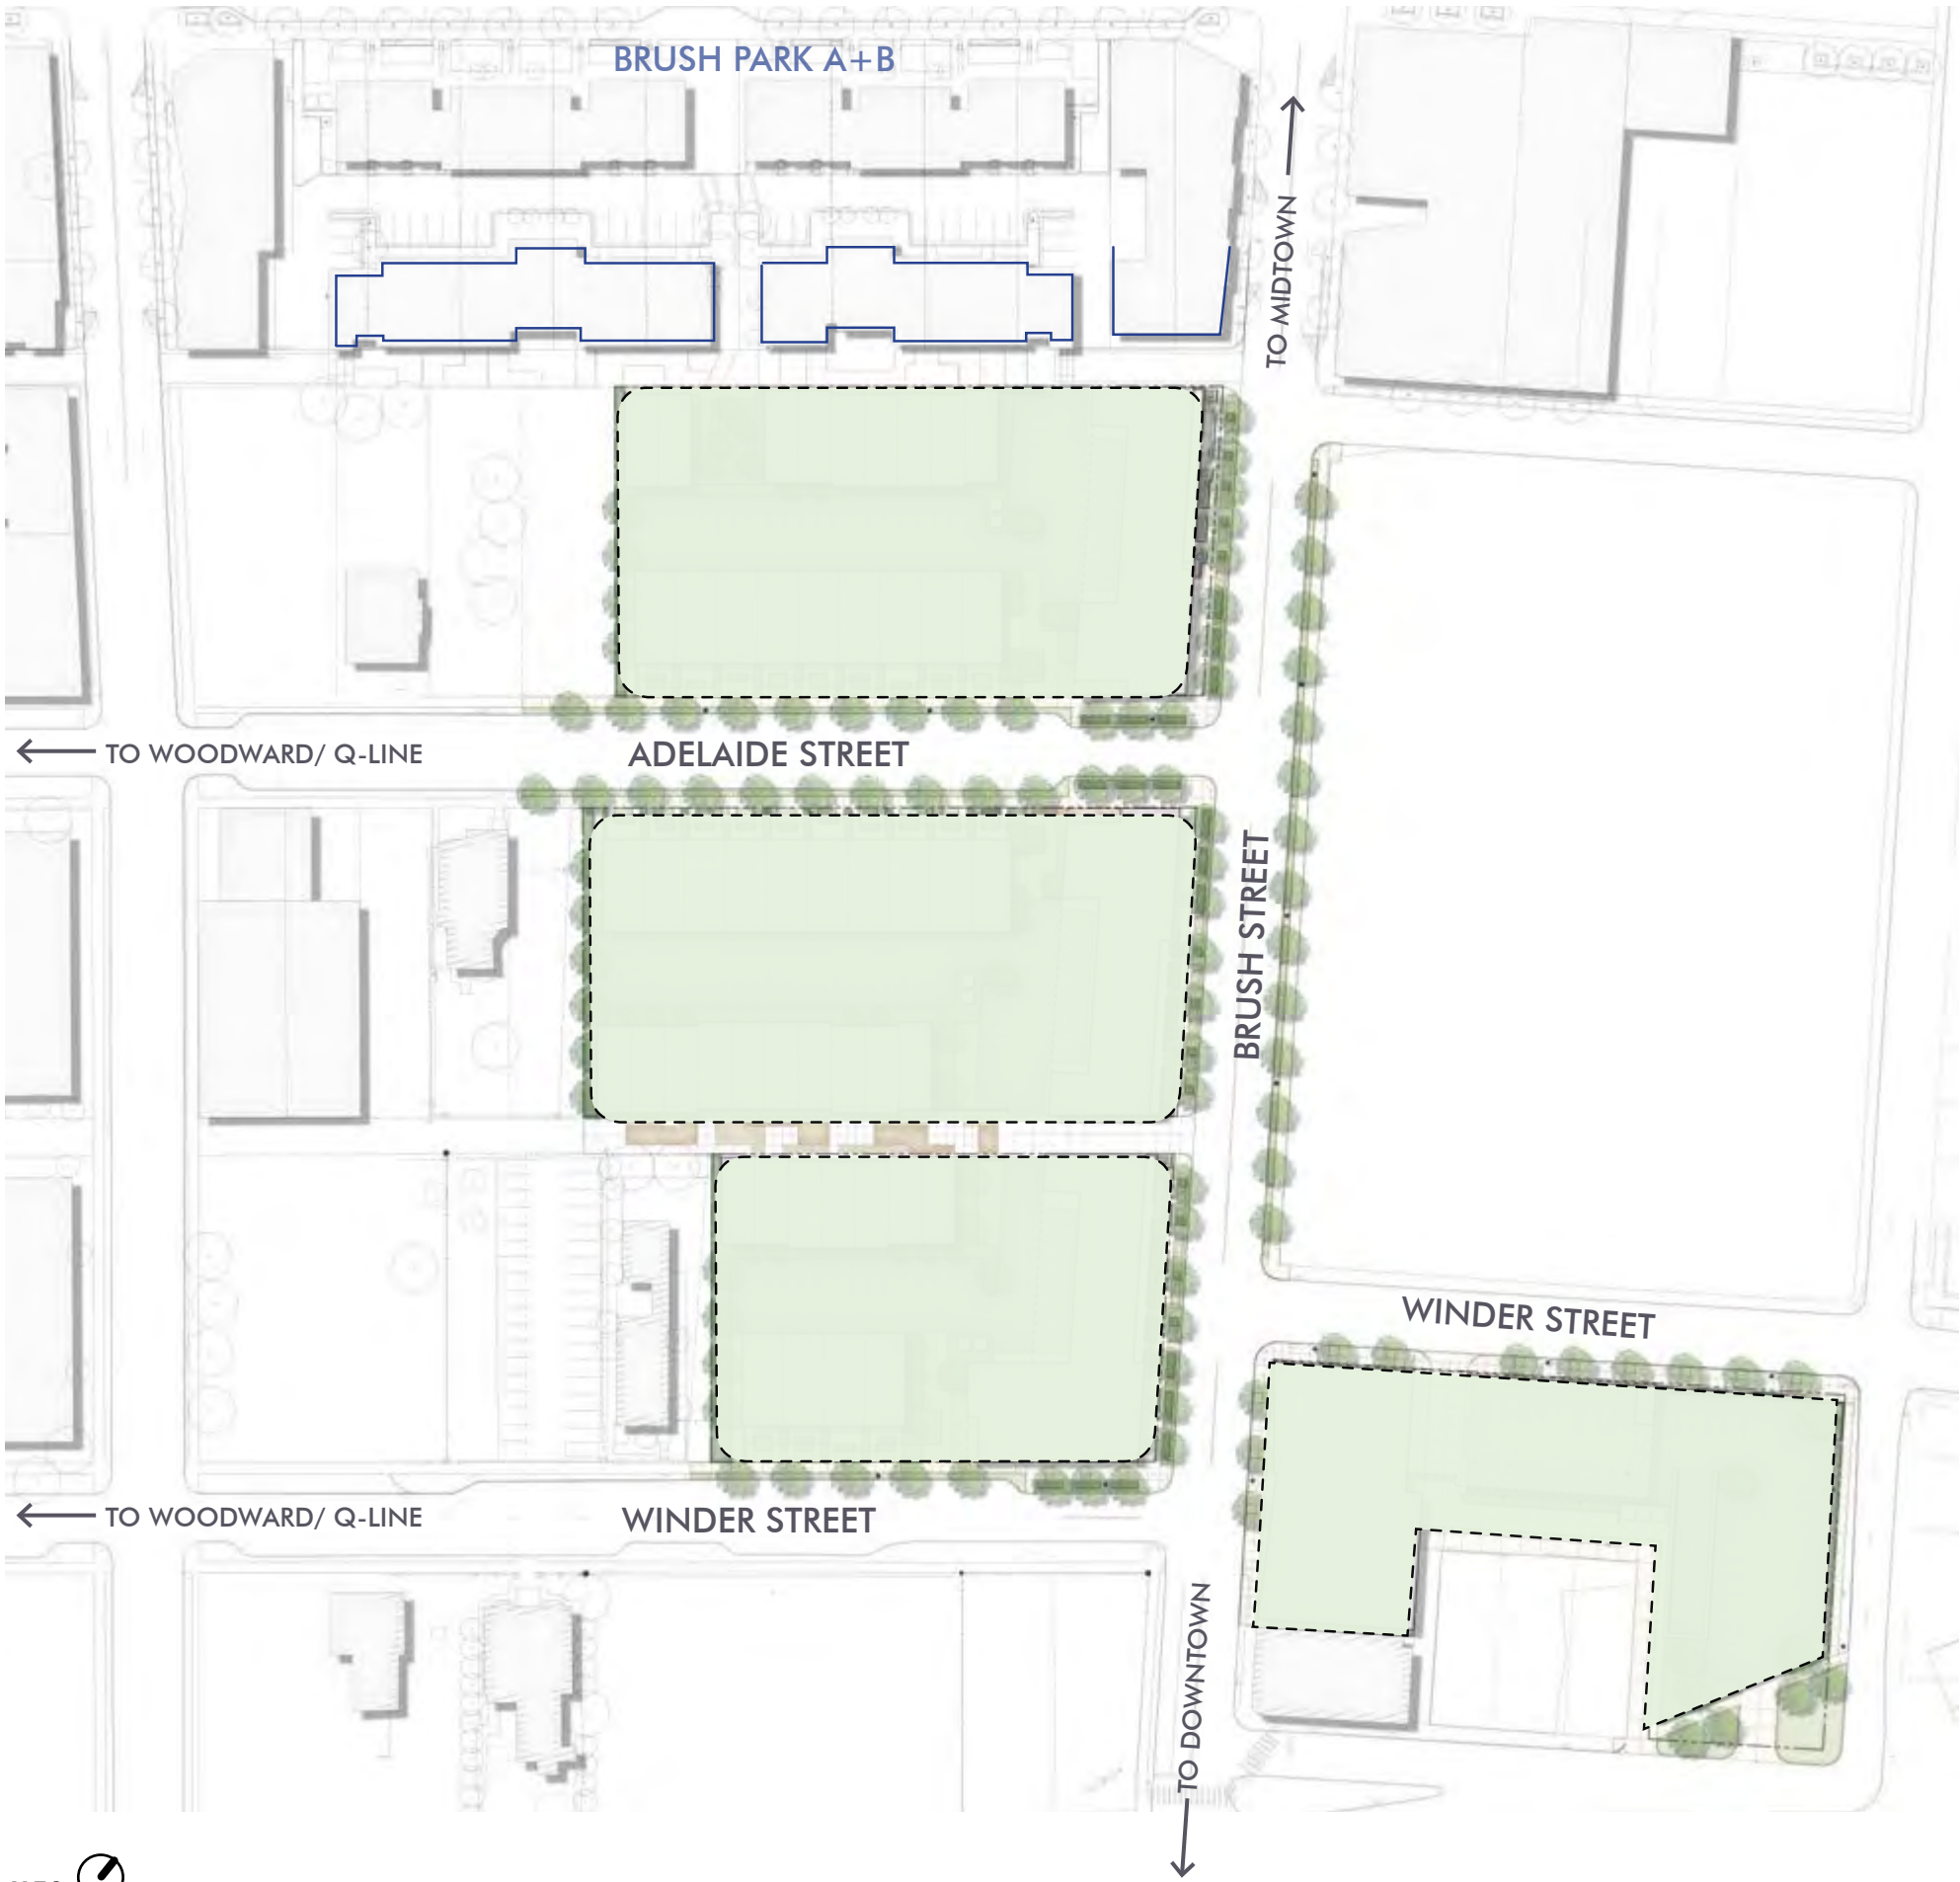 BRUSH PARK A+B
TO MIDTOWN
TO WOODWARD/ Q-LINE
ADELAIDE STREET
BRUSH STREET
WINDER STREET
TO WOODWARD/ Q-LINE
WINDER STREET
TO DOWNTOWN